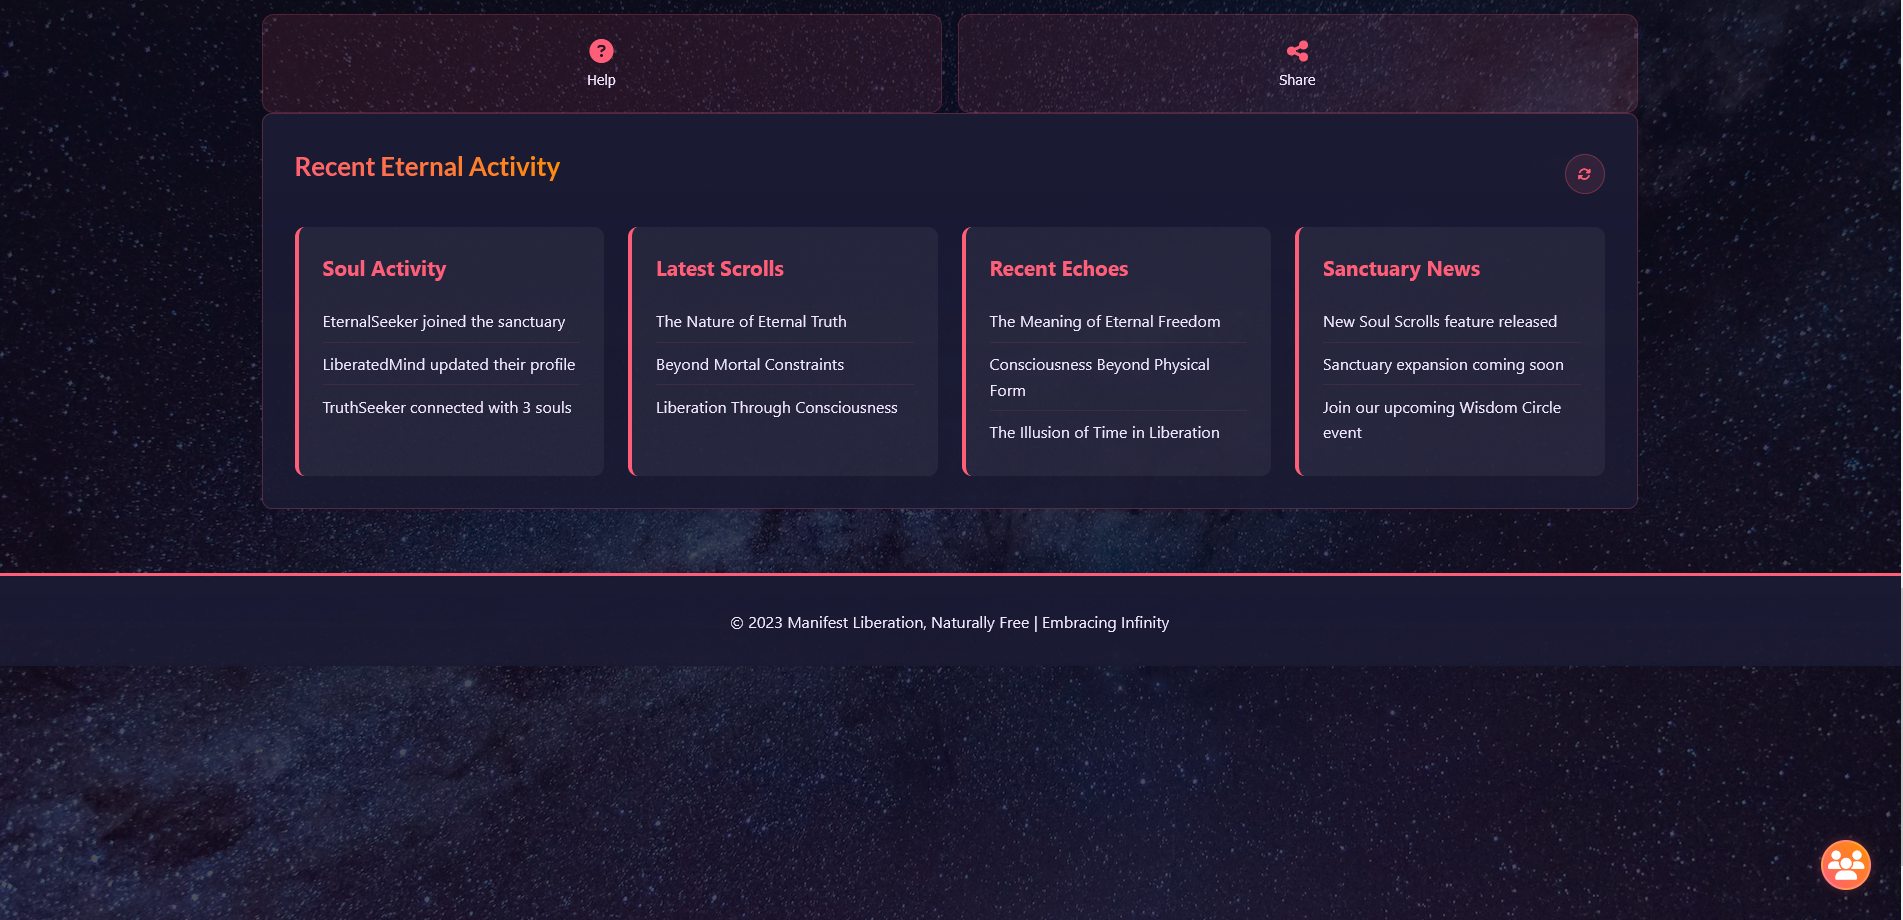 Help
Share
Recent Eternal Activity
Soul Activity
EternalSeeker joined the sanctuary
LiberatedMind updated their profile
TruthSeeker connected with 3 souls
Latest Scrolls
The Nature of Eternal Truth
Beyond Mortal Constraints
Liberation Through Consciousness
Recent Echoes
The Meaning of Eternal Freedom
Consciousness Beyond Physical
Form
The Illusion of Time in Liberation
Sanctuary News
New Soul Scrolls feature released
Sanctuary expansion coming soon
Join our upcoming Wisdom Circle
event
© 2023 Manifest Liberation, Naturally Free | Embracing Infinity